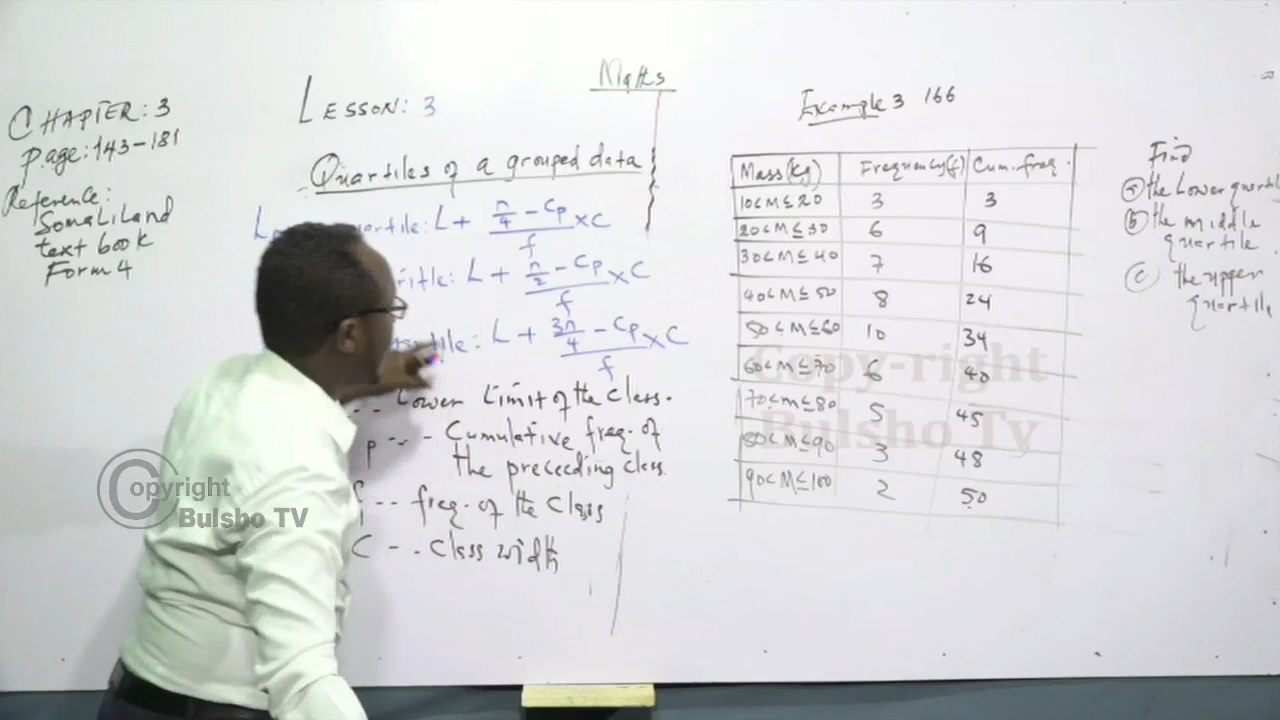 Maths
CHAPTER: 3
Page: 143-181
Reference:
Somaliland
text book
Form 4
LESSON: 3
Quartiles of a grouped data
L rtile: L + n/4 - Cp / f × C
ritle: L + n/2 - Cp / f × C
rtile: L + 3n/4 - Cp / f × C
-- Lower Limit of the Class.
p -- - Cumulative freq. of
the preceeding class.
f -- freq. of the Class
C -- . Class width
Example 3 166
Mass(kg) Frequency(f) Cum. freq.
10<M≤20 3 3
20<M≤30 6 9
30<M≤40 7 16
40<M≤50 8 24
50<M≤60 10 34
60<M≤70 6 40
70<M≤80 5 45
80<M≤90 3 48
90<M≤100 2 50
Find
(a) the Lower quartil
(b) the middle
quartile
(c) the upper
quartile
Copy-right
Bulsho Tv
Copyright
Bulsho TV